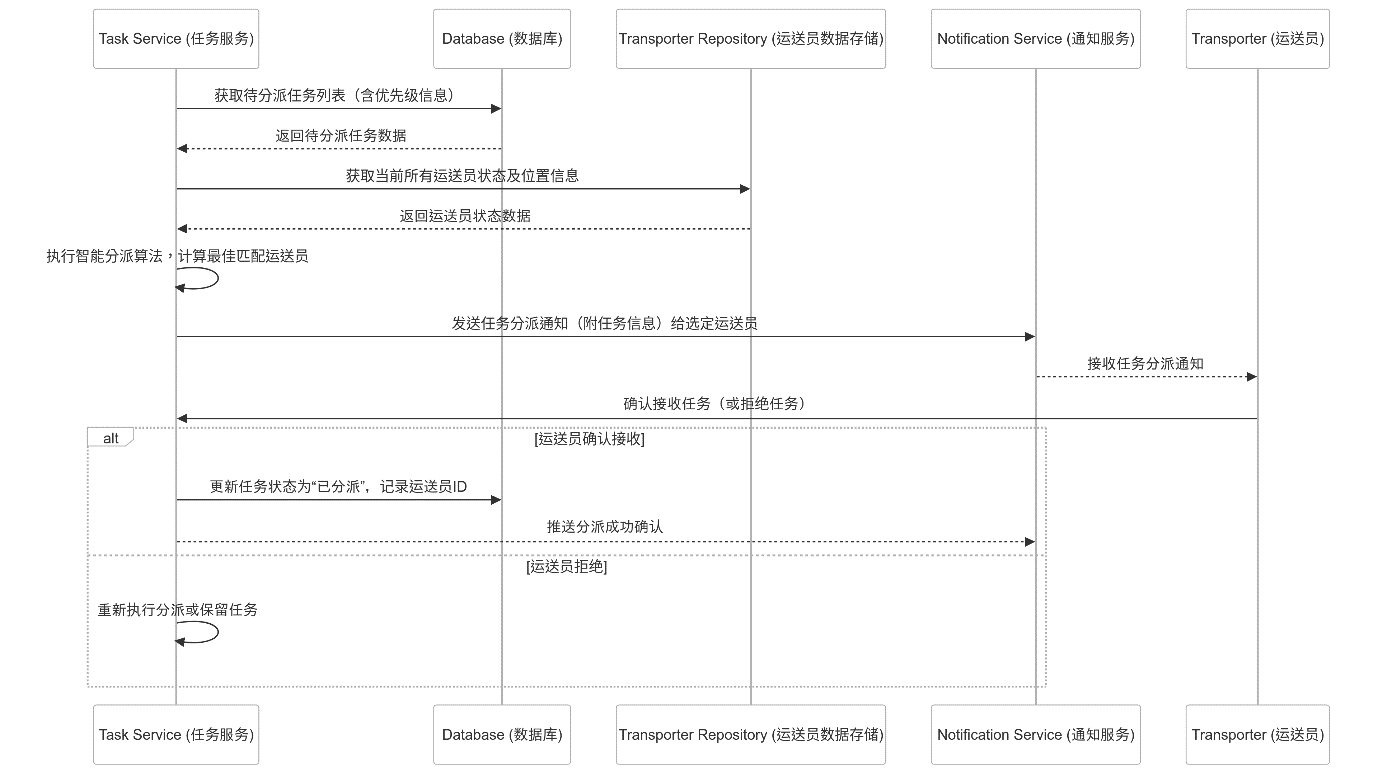 Task Service (任务服务)
Database (数据库)
Transporter Repository (运送员数据存储)
Notification Service (通知服务)
Transporter (运送员)
获取待分派任务列表（含优先级信息）
返回待分派任务数据
获取当前所有运送员状态及位置信息
返回运送员状态数据
执行智能分派算法，计算最佳匹配运送员
发送任务分派通知（附任务信息）给选定运送员
接收任务分派通知
确认接收任务（或拒绝任务）
alt
[运送员确认接收]
更新任务状态为“已分派”，记录运送员ID
推送分派成功确认
[运送员拒绝]
重新执行分派或保留任务
Task Service (任务服务)
Database (数据库)
Transporter Repository (运送员数据存储)
Notification Service (通知服务)
Transporter (运送员)